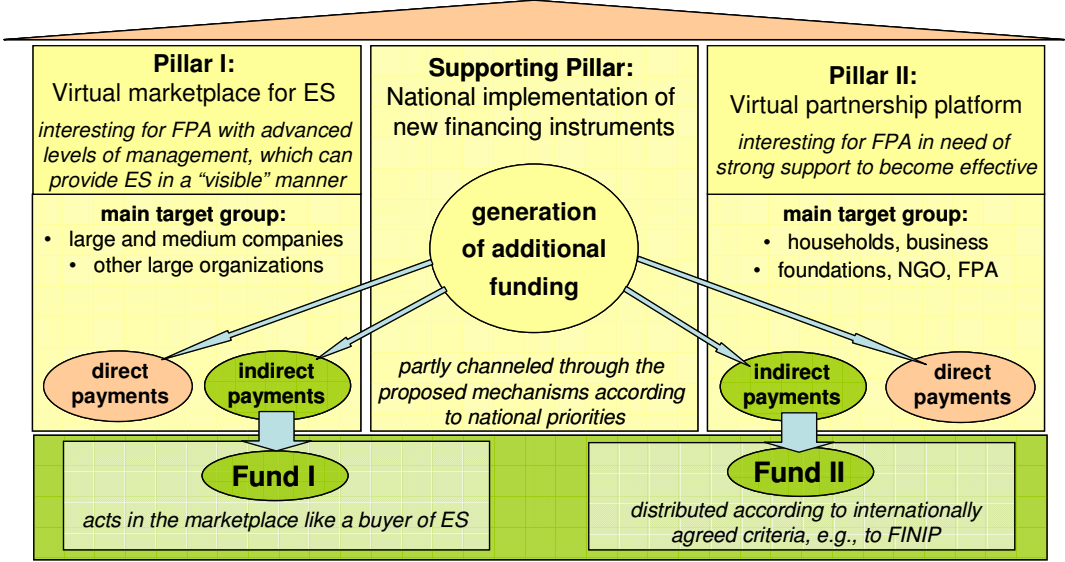 Pillar I:
Virtual marketplace for ES
interesting for FPA with advanced
levels of management, which can
provide ES in a “visible” manner
main target group:
• large and medium companies
• other large organizations
direct
payments
indirect
payments
Supporting Pillar:
National implementation of
new financing instruments
generation
of additional
funding
partly channeled through the
proposed mechanisms according
to national priorities
Pillar II:
Virtual partnership platform
interesting for FPA in need of
strong support to become effective
main target group:
• households, business
• foundations, NGO, FPA
indirect
payments
direct
payments
Fund I
acts in the marketplace like a buyer of ES
Fund II
distributed according to internationally
agreed criteria, e.g., to FINIP